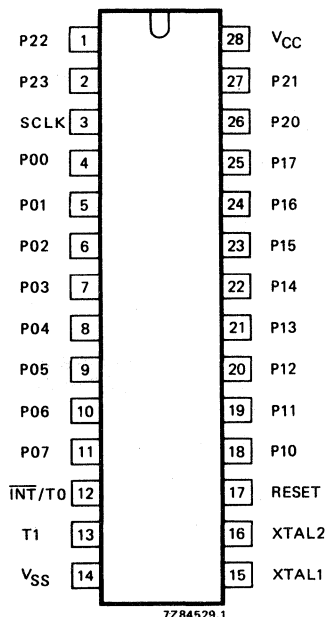 P22 1 28 VCC
P23 2 27 P21
SCLK 3 26 P20
P00 4 25 P17
P01 5 24 P16
P02 6 23 P15
P03 7 22 P14
P04 8 21 P13
P05 9 20 P12
P06 10 19 P11
P07 11 18 P10
INT/T0 12 17 RESET
T1 13 16 XTAL2
VSS 14 15 XTAL1
7Z84529.1